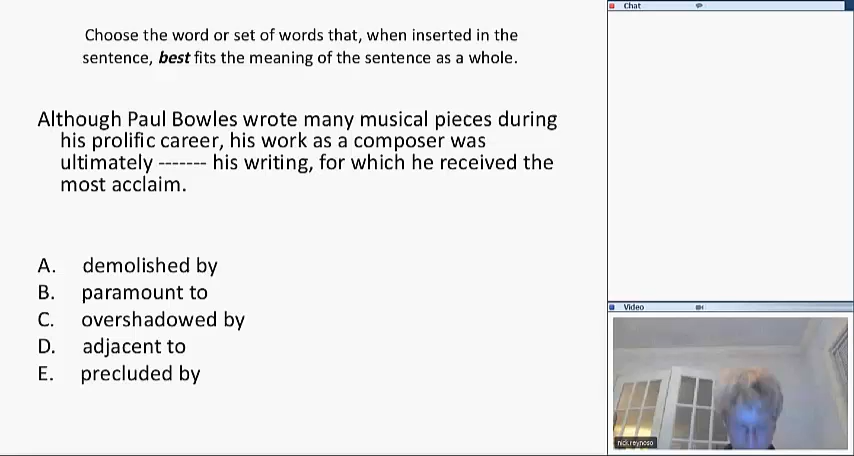 Choose the word or set of words that, when inserted in the
sentence, best fits the meaning of the sentence as a whole.
Although Paul Bowles wrote many musical pieces during
his prolific career, his work as a composer was
ultimately ------- his writing, for which he received the
most acclaim.
A. demolished by
B. paramount to
C. overshadowed by
D. adjacent to
E. precluded by
Chat
Video
nick.reynoso